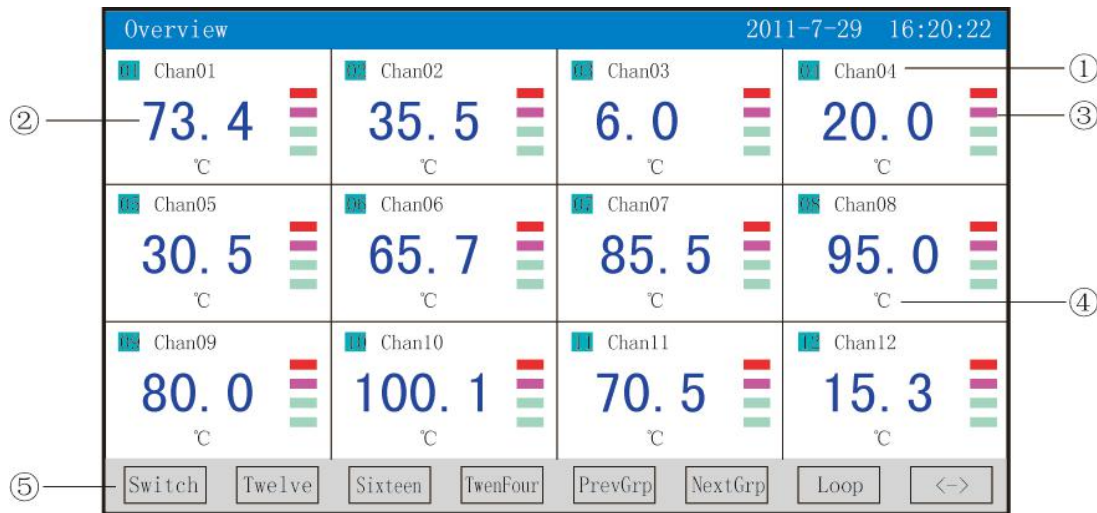 Overview 2011-7-29 16:20:22
01 Chan01 02 Chan02 03 Chan03 04 Chan04 ①
② 73.4 35.5 6.0 20.0 ③
℃ ℃ ℃ ℃
05 Chan05 06 Chan06 07 Chan07 08 Chan08
30.5 65.7 85.5 95.0
℃ ℃ ℃ ℃ ④
09 Chan09 10 Chan10 11 Chan11 12 Chan12
80.0 100.1 70.5 15.3
℃ ℃ ℃ ℃
⑤ Switch Twelve Sixteen TwenFour PrevGrp NextGrp Loop <->